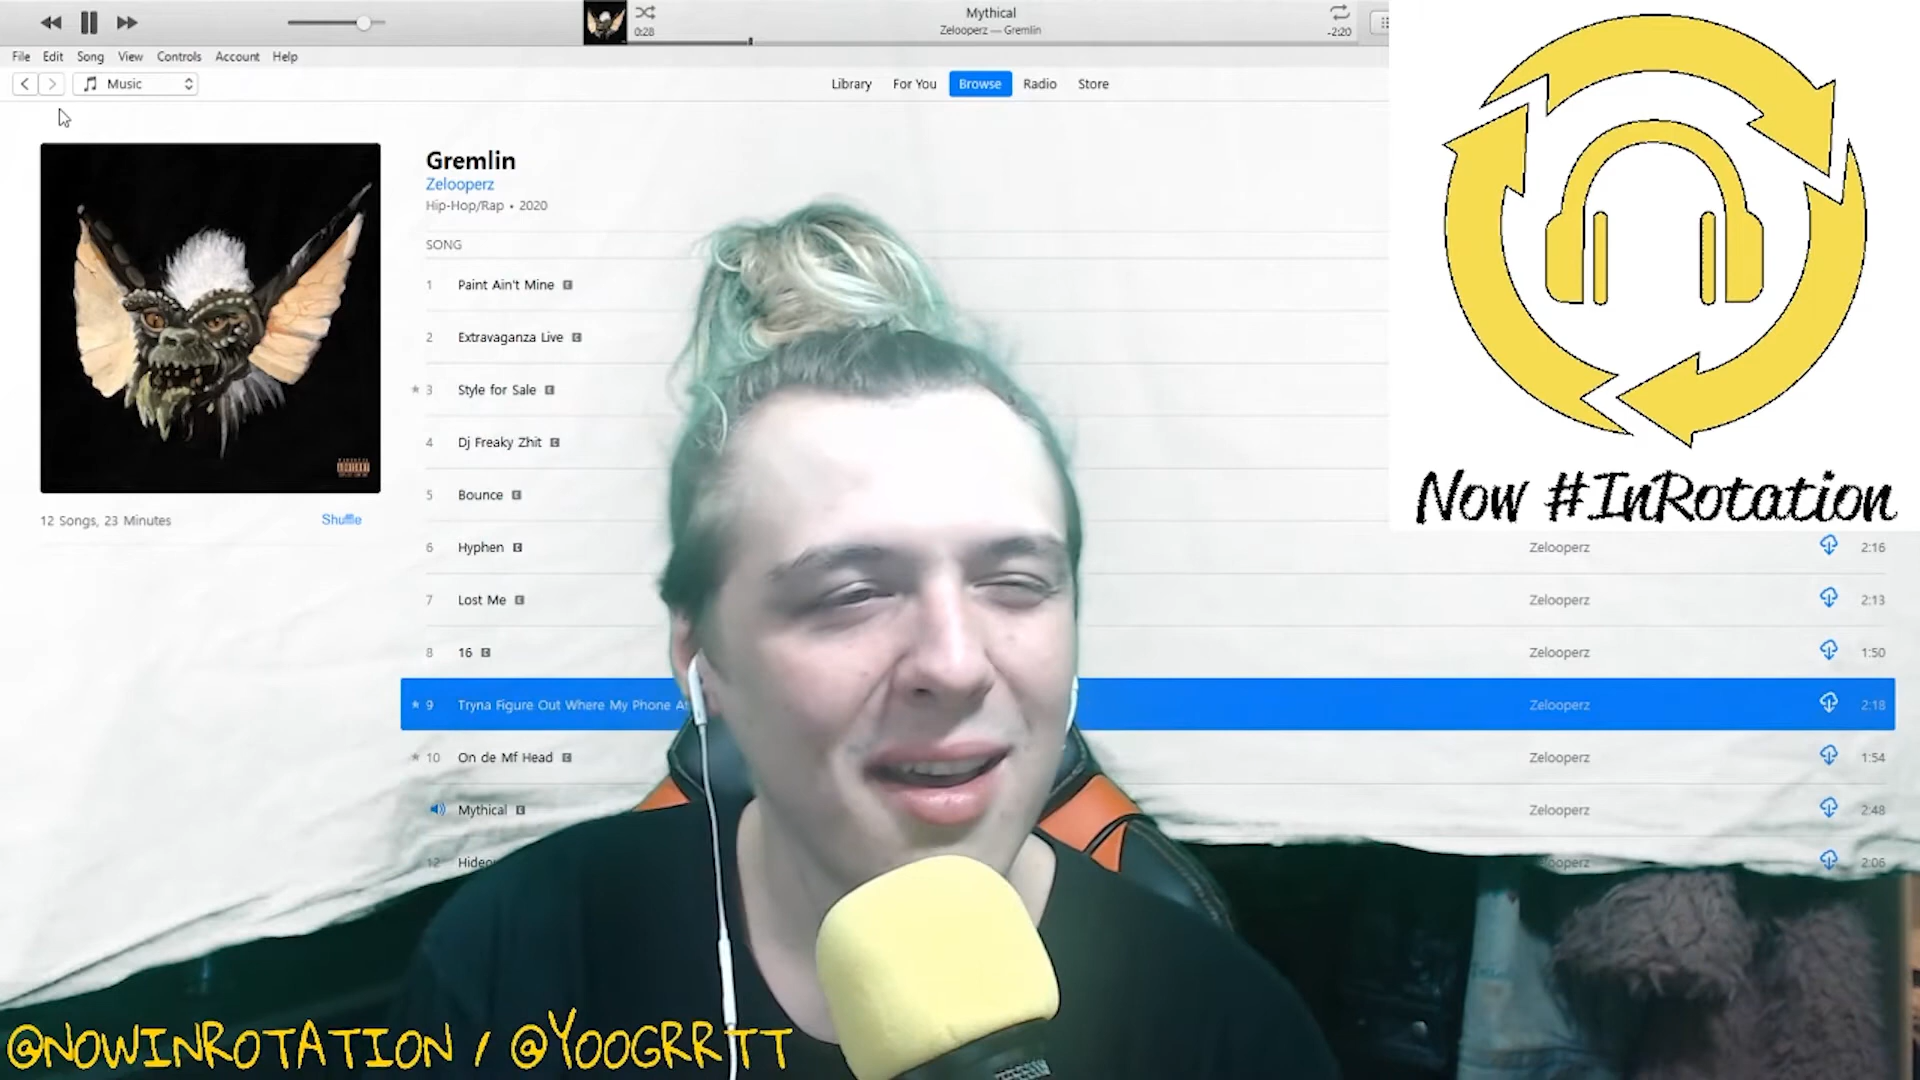 Mythical
0:28
Zelooperz — Gremlin
-2:20
File Edit Song View Controls Account Help
Music
Library For You Browse Radio Store
Gremlin
Zelooperz
Hip-Hop/Rap • 2020
SONG
1 Paint Ain't Mine E
2 Extravaganza Live E
★ 3 Style for Sale E
4 Dj Freaky Zhit E
5 Bounce E
12 Songs, 23 Minutes Shuffle
Now #InRotation
6 Hyphen E Zelooperz 2:16
7 Lost Me E Zelooperz 2:13
8 16 E Zelooperz 1:50
★ 9 Tryna Figure Out Where My Phone Zelooperz 2:18
★ 10 On de Mf Head E Zelooperz 1:54
Mythical E Zelooperz 2:48
12 2:06
@NOWINROTATION / @YOOGRRTT